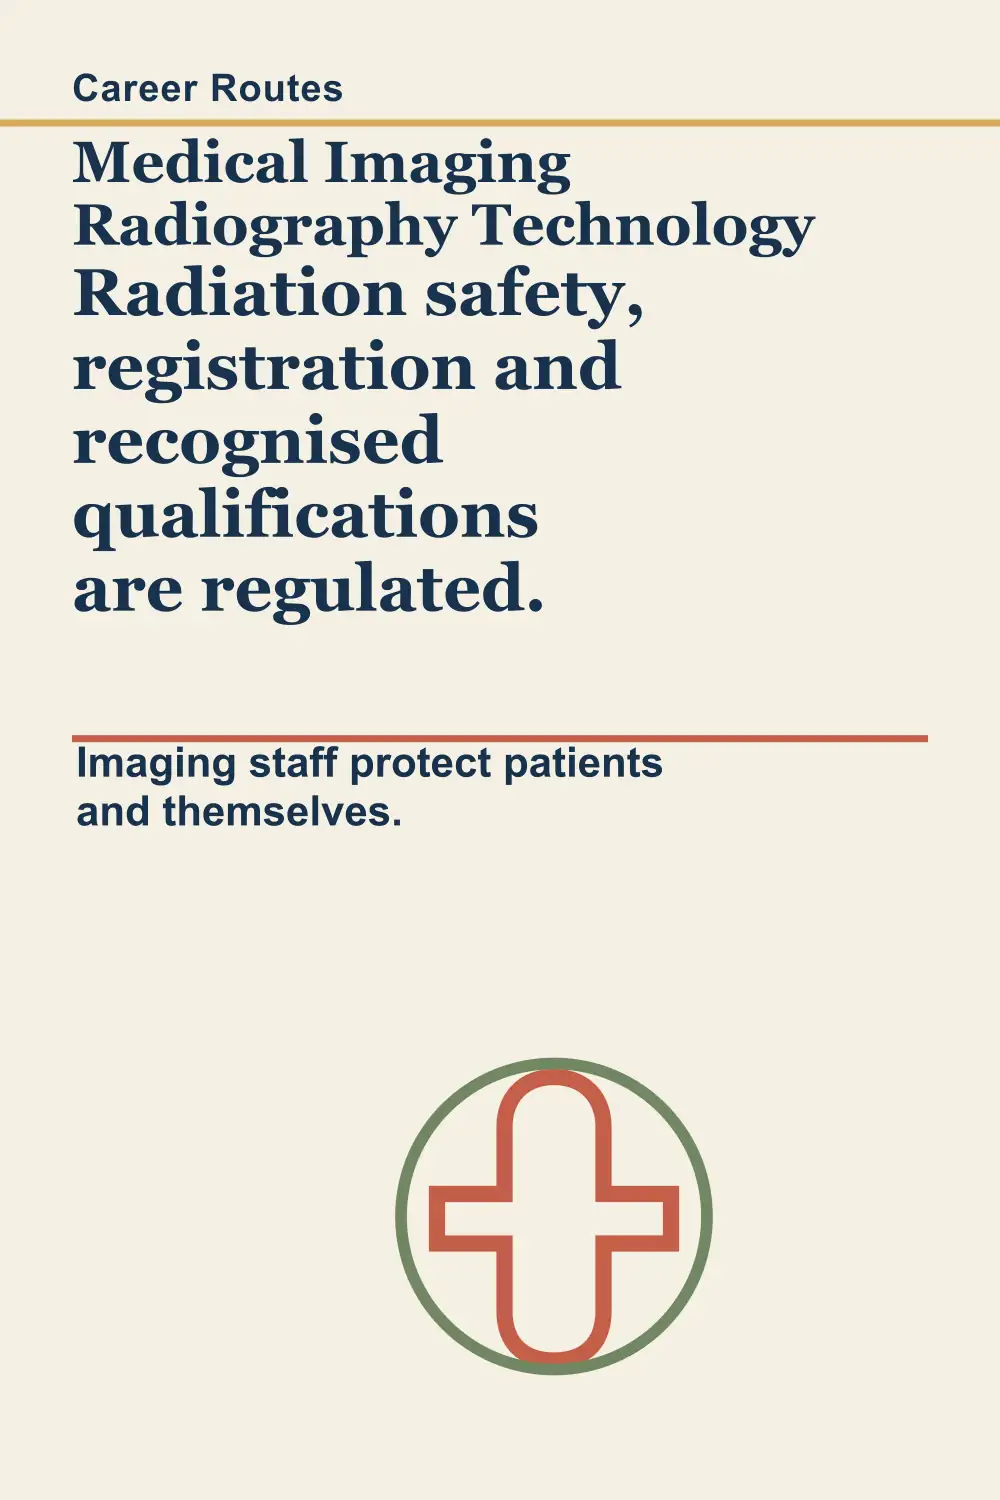 Career Routes
Medical Imaging
Radiography Technology
Radiation safety,
registration and
recognised
qualifications
are regulated.
Imaging staff protect patients
and themselves.